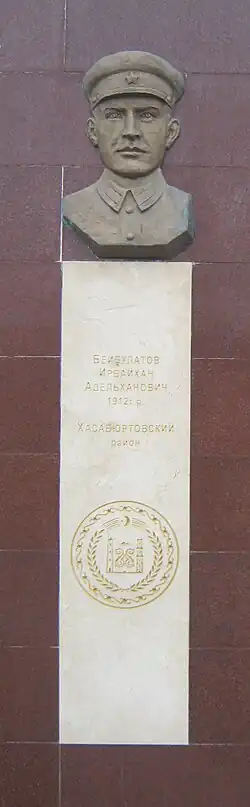 Бейбулатов
Ирбайхан
Адельханович
1912 г.р.
Хасавюртовский
район